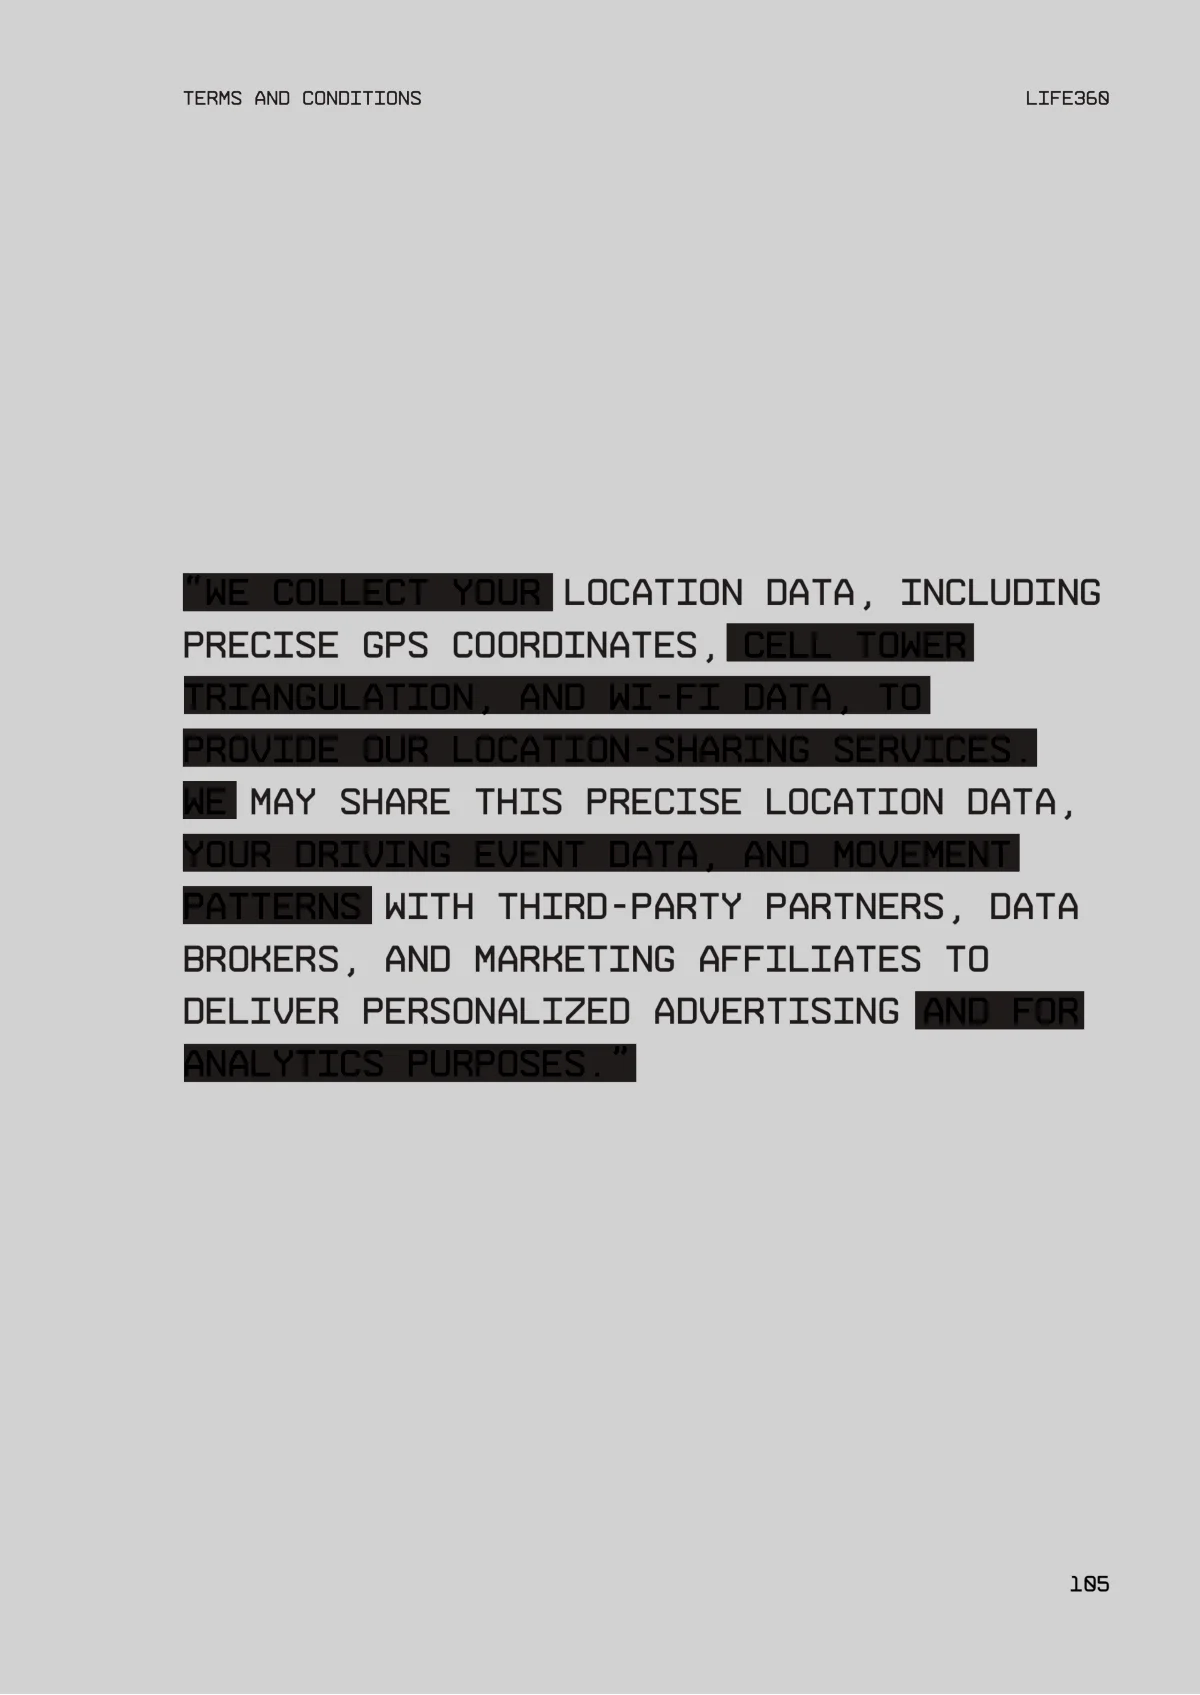 TERMS AND CONDITIONS
LIFE360
"WE COLLECT YOUR LOCATION DATA, INCLUDING
PRECISE GPS COORDINATES, CELL TOWER
TRIANGULATION, AND WI-FI DATA, TO
PROVIDE OUR LOCATION-SHARING SERVICES.
WE MAY SHARE THIS PRECISE LOCATION DATA,
YOUR DRIVING EVENT DATA, AND MOVEMENT
PATTERNS WITH THIRD-PARTY PARTNERS, DATA
BROKERS, AND MARKETING AFFILIATES TO
DELIVER PERSONALIZED ADVERTISING AND FOR
ANALYTICS PURPOSES."
105